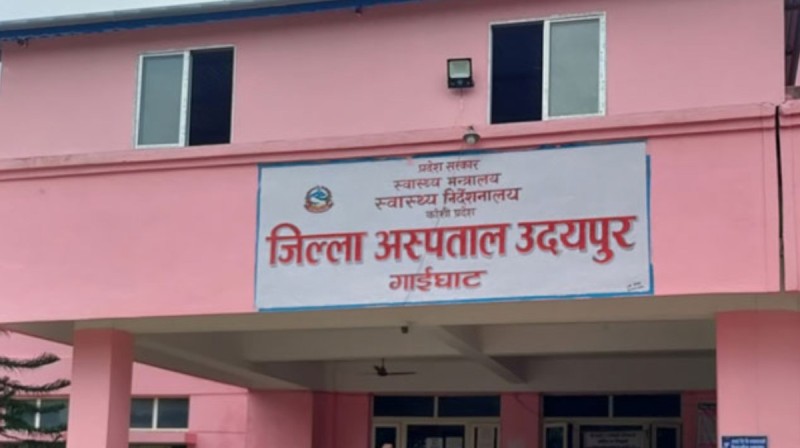 प्रदेश सरकार
स्वास्थ्य मन्त्रालय
स्वास्थ्य निर्देशनालय
कोशी प्रदेश
जिल्ला अस्पताल उदयपुर
गाईघाट